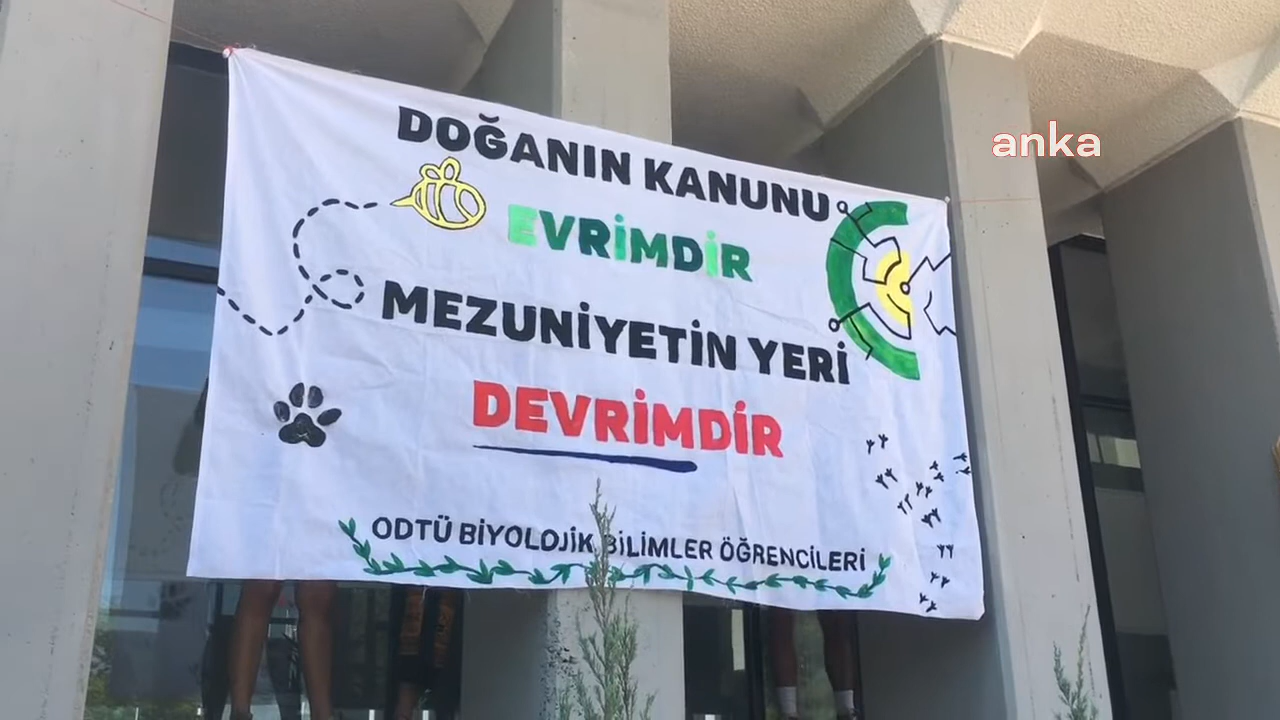 anka
DOĞANIN KANUNU
EVRİMDİR
MEZUNİYETİN YERİ
DEVRİMDİR
ODTÜ BİYOLOJİK BİLİMLER ÖĞRENCİLERİ